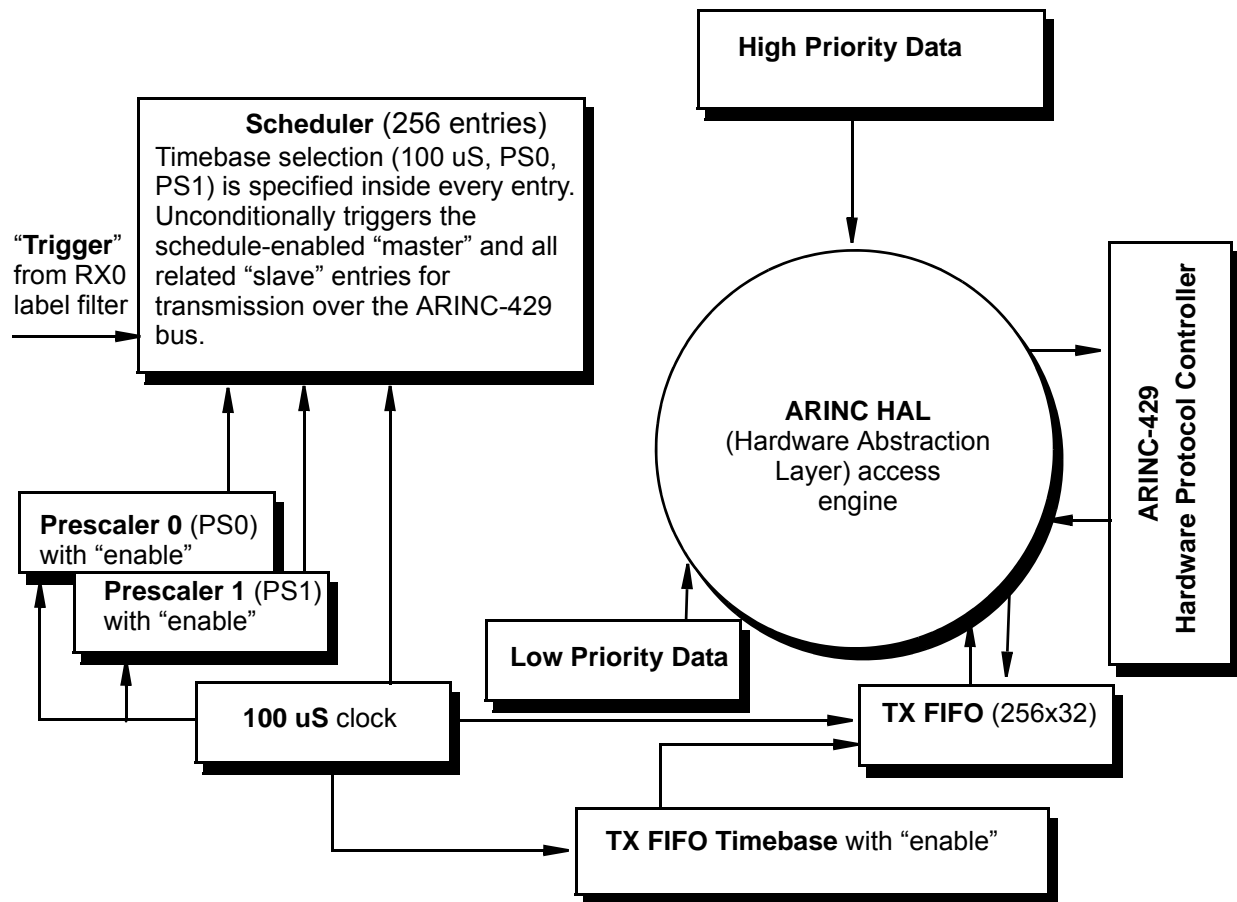 High Priority Data
Scheduler (256 entries)
Timebase selection (100 uS, PS0,
PS1) is specified inside every entry.
Unconditionally triggers the
schedule-enabled “master” and all
related “slave” entries for
transmission over the ARINC-429
bus.
“Trigger”
from RX0
label filter
ARINC HAL
(Hardware Abstraction
Layer) access
engine
ARINC-429
Hardware Protocol Controller
Prescaler 0 (PS0)
with “enable”
Prescaler 1 (PS1)
with “enable”
Low Priority Data
100 uS clock
TX FIFO (256x32)
TX FIFO Timebase with “enable”